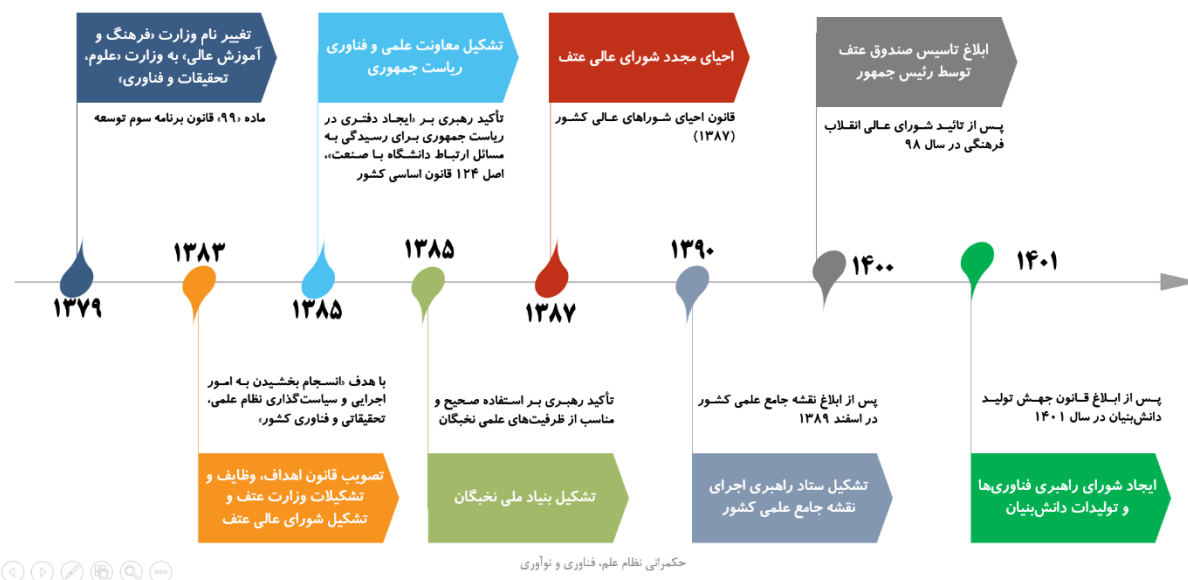 تغییر نام وزارت «فرهنگ و
آموزش عالی» به وزارت «علوم،
تحقیقات و فناوری»
ماده «۹۹» قانون برنامه سوم توسعه
۱۳۷۹
۱۳۸۳
با هدف «انسجام بخشیدن به امور
اجرایی و سیاست‌گذاری نظام علمی،
تحقیقاتی و فناوری کشور»
تصویب قانون اهداف، وظایف و
تشکیلات وزارت عتف و
تشکیل شورای عالی عتف
تشکیل معاونت علمی و فناوری
ریاست جمهوری
تأکید رهبری بر «ایجاد دفتری در
ریاست جمهوری برای رسیدگی به
مسائل ارتباط دانشگاه با صنعت»،
اصل ۱۲۴ قانون اساسی کشور
۱۳۸۵
۱۳۸۵
تأکید رهبری بر استفاده صحیح و
مناسب از ظرفیت‌های علمی نخبگان
تشکیل بنیاد ملی نخبگان
احیای مجدد شورای عالی عتف
قانون احیای شوراهای عالی کشور
(۱۳۸۷)
۱۳۸۷
۱۳۹۰
پس از ابلاغ نقشه جامع علمی کشور
در اسفند ۱۳۸۹
تشکیل ستاد راهبری اجرای
نقشه جامع علمی کشور
ابلاغ تاسیس صندوق عتف
توسط رئیس جمهور
پس از تائید شورای عالی انقلاب
فرهنگی در سال ۹۸
۱۴۰۰
۱۴۰۱
پس از ابلاغ قانون جهش تولید
دانش‌بنیان در سال ۱۴۰۱
ایجاد شورای راهبری فناوری‌ها
و تولیدات دانش‌بنیان
حکمرانی نظام علم، فناوری و نوآوری